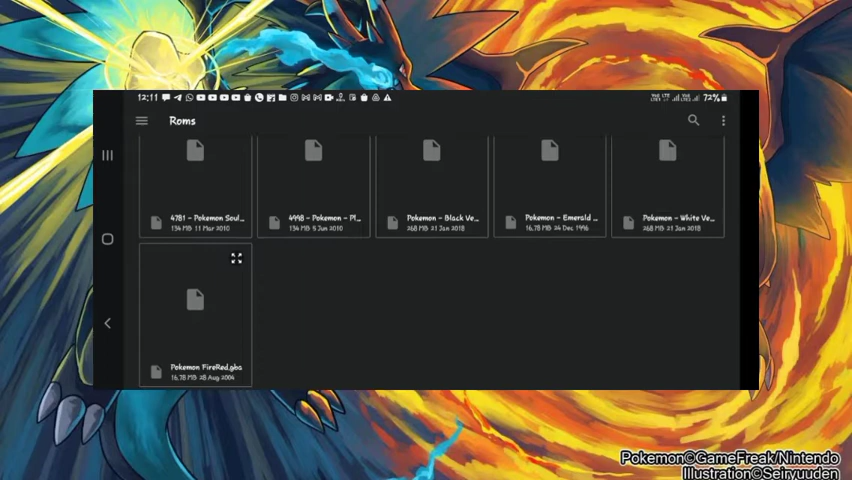 12:11
72%
Roms
4781 - Pokemon Soul...
134 MB 11 Mar 2010
4998 - Pokemon - Pl...
134 MB 5 Jun 2010
Pokemon - Black Ve...
268 MB 21 Jan 2018
Pokemon - Emerald ...
16.78 MB 24 Dec 1996
Pokemon - White Ve...
268 MB 21 Jan 2018
Pokemon FireRed.gba
16.78 MB 28 Aug 2004
Pokemon©GameFreak/Nintendo
Illustration©Seiryuuden